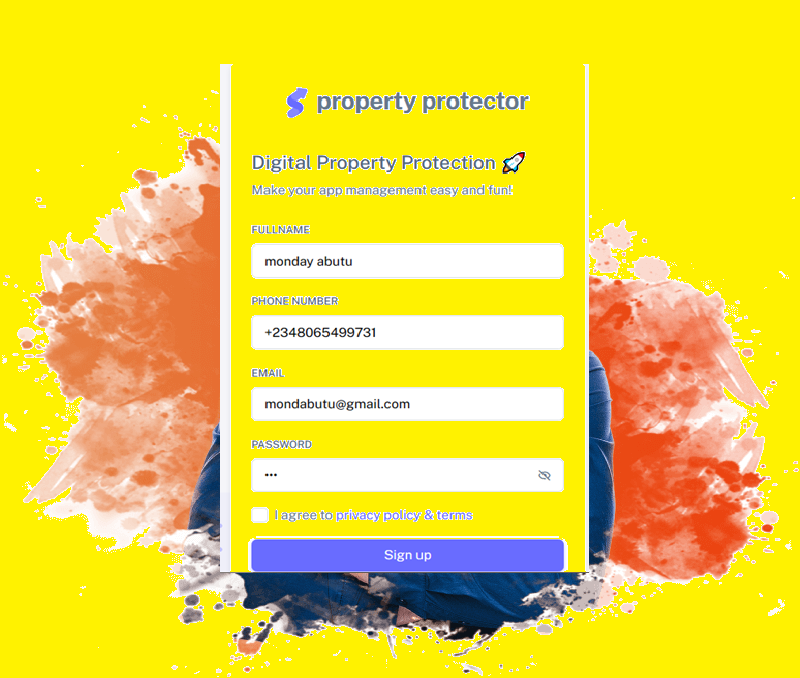 property protector
Digital Property Protection 🚀
Make your app management easy and fun!
FULLNAME
monday abutu
PHONE NUMBER
+2348065499731
EMAIL
mondabutu@gmail.com
PASSWORD
•••
I agree to privacy policy & terms
Sign up